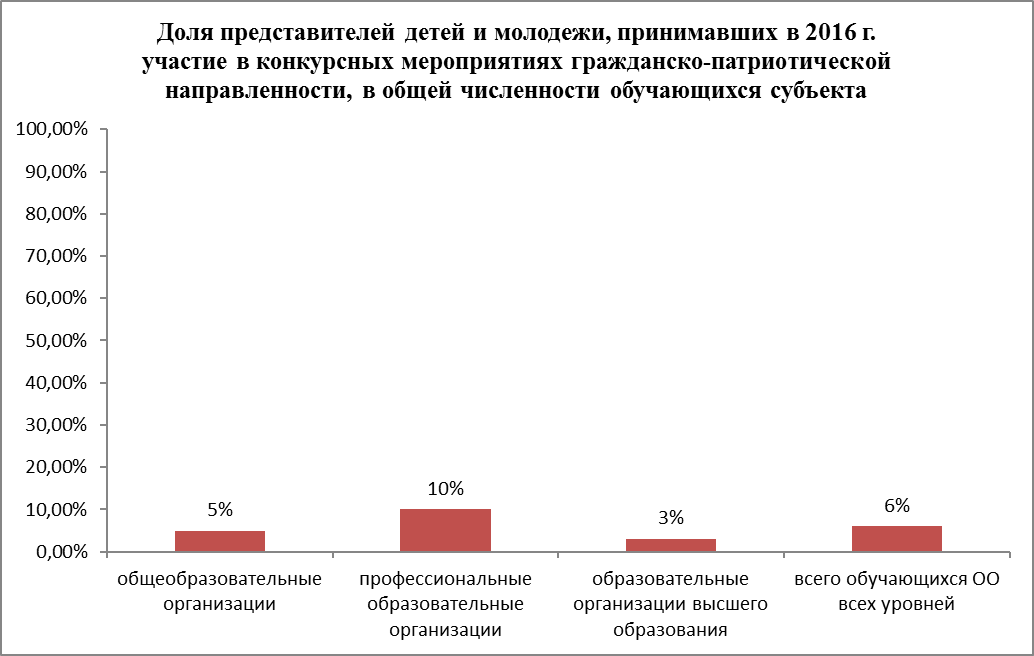 Доля представителей детей и молодежи, принимавших в 2016 г.
участие в конкурсных мероприятиях гражданско-патриотической
направленности, в общей численности обучающихся субъекта
100,00%
90,00%
80,00%
70,00%
60,00%
50,00%
40,00%
30,00%
20,00%
10,00%
0,00%
5%
10%
3%
6%
общеобразовательные
организации
профессиональные
образовательные
организации
образовательные
организации высшего
образования
всего обучающихся ОО
всех уровней